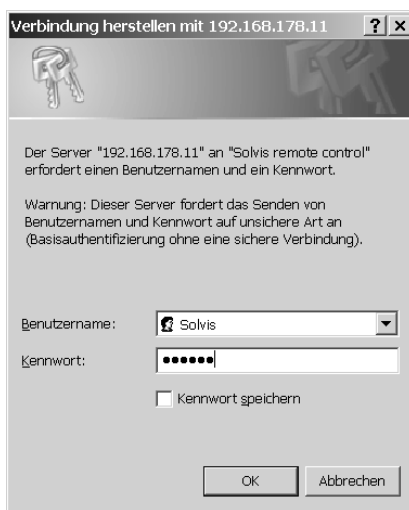 Verbindung herstellen mit 192.168.178.11
Der Server "192.168.178.11" an "Solvis remote control"
erfordert einen Benutzernamen und ein Kennwort.
Warnung: Dieser Server fordert das Senden von
Benutzernamen und Kennwort auf unsichere Art an
(Basisauthentifizierung ohne eine sichere Verbindung).
Benutzername: Solvis
Kennwort: ●●●●●●
Kennwort speichern
OK Abbrechen